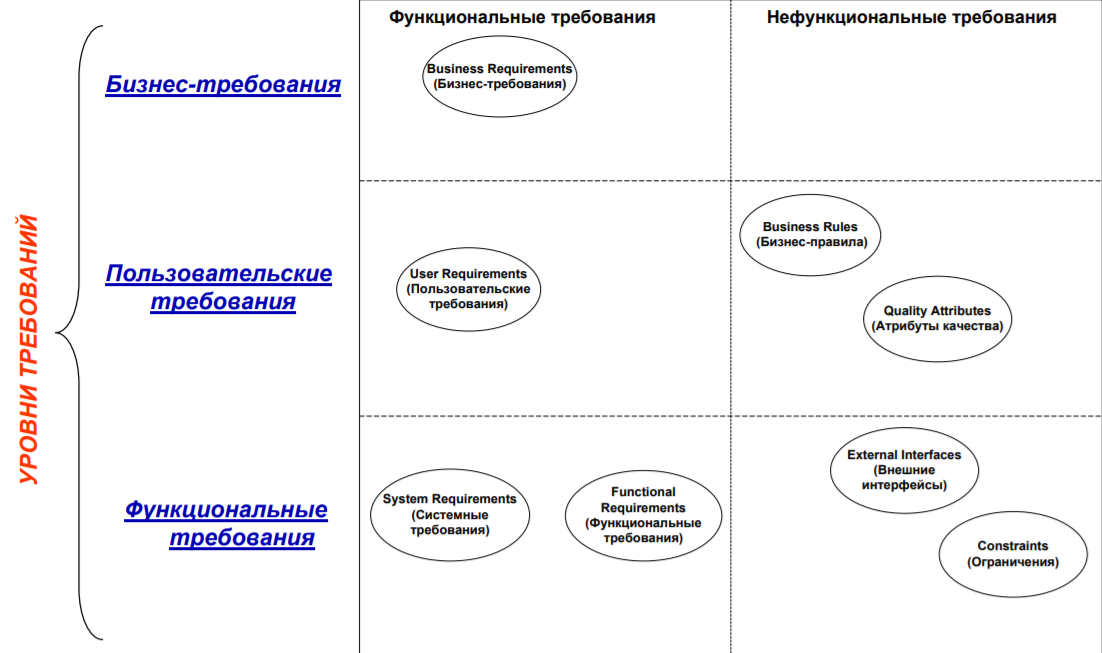 Функциональные требования
Нефункциональные требования
Business Requirements
(Бизнес-требования)
Бизнес-требования
Business Rules
(Бизнес-правила)
УРОВНИ ТРЕБОВАНИЙ
Пользовательские
требования
User Requirements
(Пользовательские
требования)
Quality Attributes
(Атрибуты качества)
Функциональные
требования
System Requirements
(Системные
требования)
Functional
Requirements
(Функциональные
требования)
External Interfaces
(Внешние
интерфейсы)
Constraints
(Ограничения)